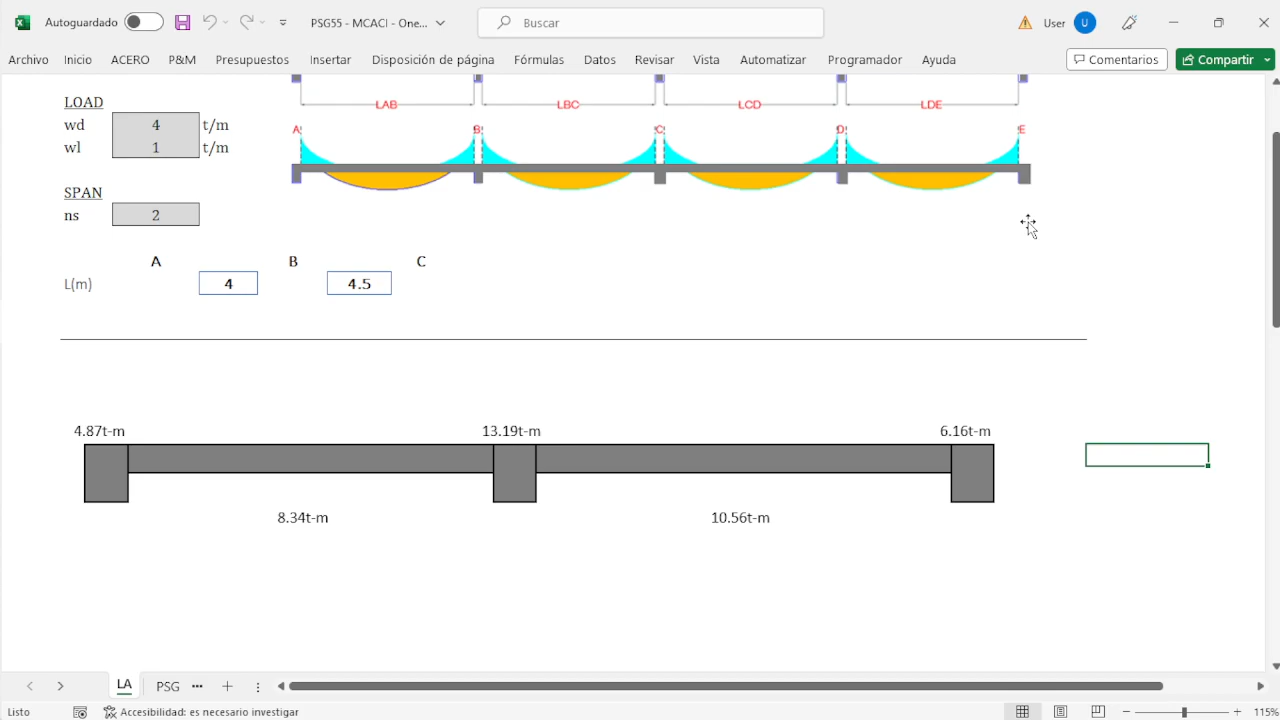 Autoguardado PSG55 - MCACI - One... Buscar User U
Archivo Inicio ACERO P&M Presupuestos Insertar Disposición de página Fórmulas Datos Revisar Vista Automatizar Programador Ayuda Comentarios Compartir
LOAD
LAB LBC LCD LDE
wd 4 t/m
A B C D E
wl 1 t/m
SPAN
ns 2
A B C
L(m) 4 4.5
4.87t-m 13.19t-m 6.16t-m
8.34t-m 10.56t-m
LA PSG ...
Listo Accesibilidad: es necesario investigar 115%